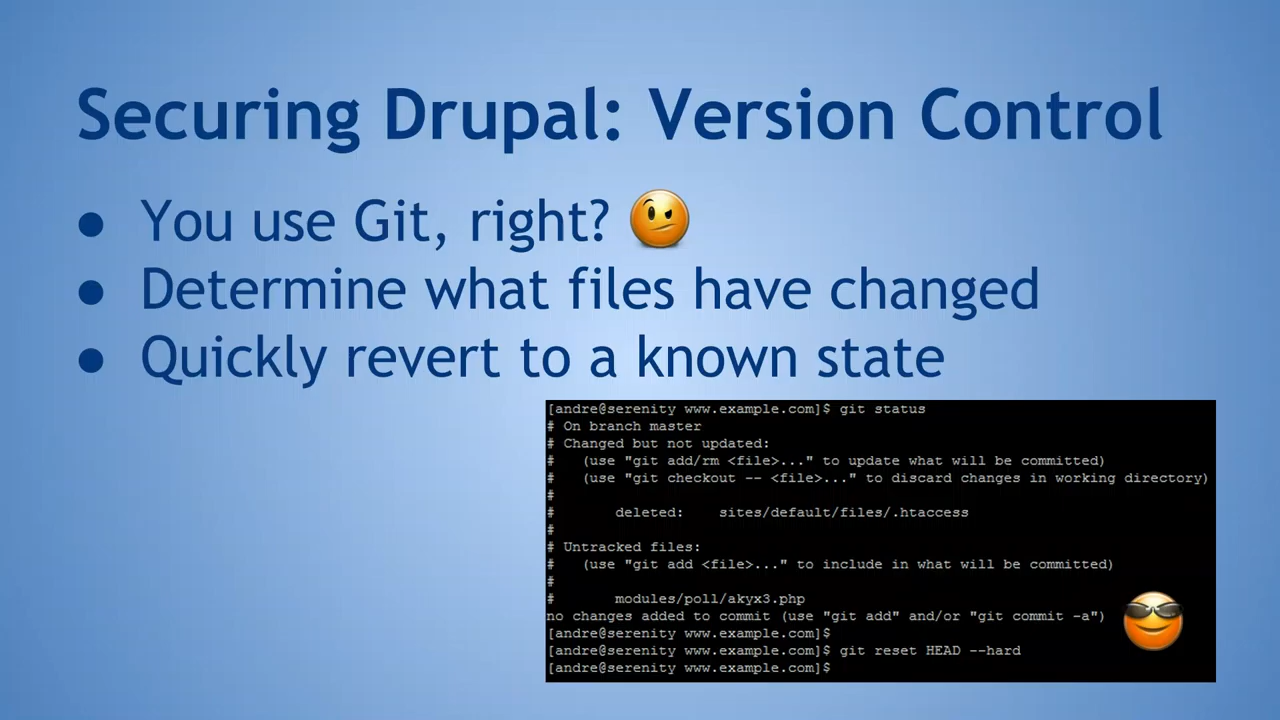 Securing Drupal: Version Control
● You use Git, right?
● Determine what files have changed
● Quickly revert to a known state
[andre@serenity www.example.com]$ git status
# On branch master
# Changed but not updated:
#   (use "git add/rm <file>..." to update what will be committed)
#   (use "git checkout -- <file>..." to discard changes in working directory)
#
#       deleted:    sites/default/files/.htaccess
#
# Untracked files:
#   (use "git add <file>..." to include in what will be committed)
#
#       modules/poll/akyx3.php
no changes added to commit (use "git add" and/or "git commit -a")
[andre@serenity www.example.com]$
[andre@serenity www.example.com]$ git reset HEAD --hard
[andre@serenity www.example.com]$